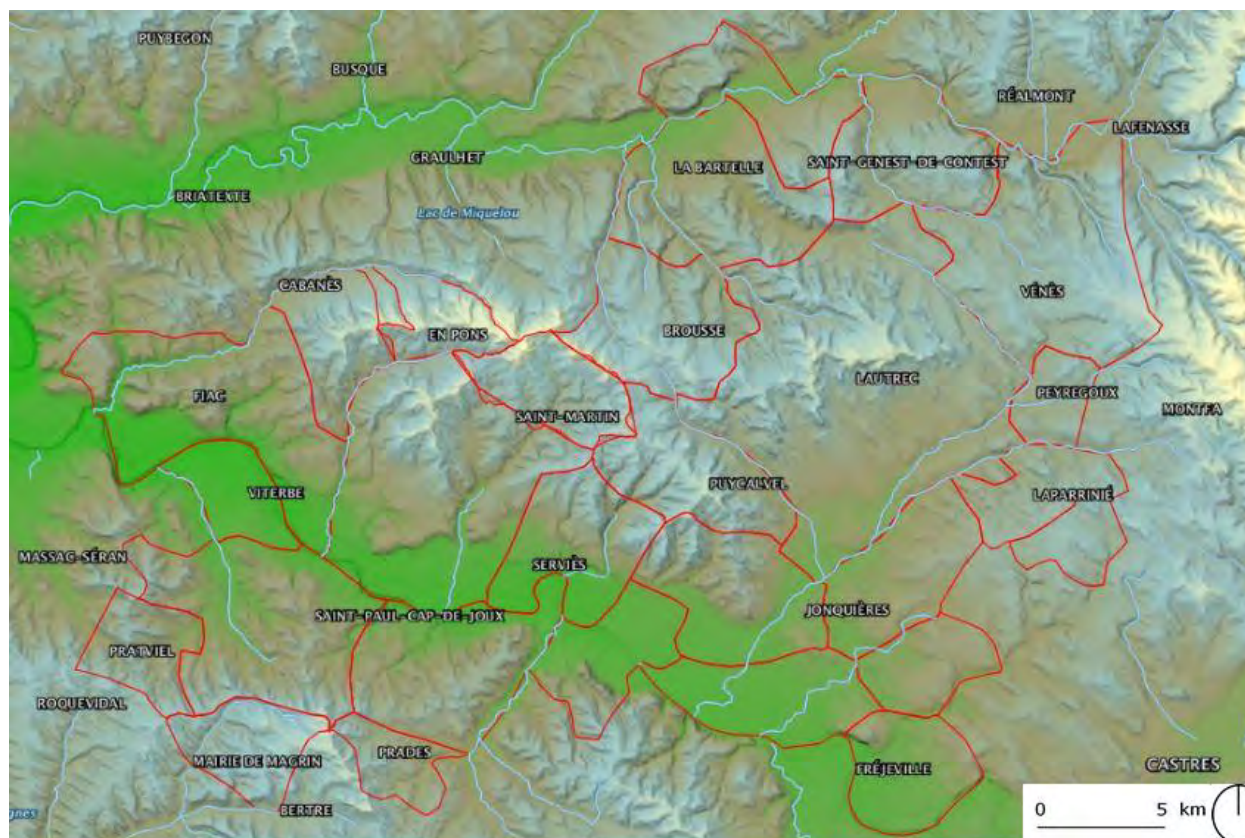 PUYBEGON
BUSQUE
RÉALMONT
LAFENASSE
GRAULHET
LA BARTELLE
SAINT-GENEST-DE-CONTEST
BRIATEXTE
Lac de Miquelou
CABANÈS
VÉNÈS
EN PONS
BROUSSE
LAUTREC
FIAC
PEYREGOUX
MONTFA
SAINT-MARTIN
VITERBE
PUYCALVEL
LAPARRINIÉ
MASSAC-SÉRAN
SERVIÈS
SAINT-PAUL-CAP-DE-JOUX
JONQUIÈRES
PRATVIEL
ROQUEVIDAL
MAIRIE DE MAGRIN
PRADES
FRÉJEVILLE
CASTRES
BERTRE
gnes
0 5 km